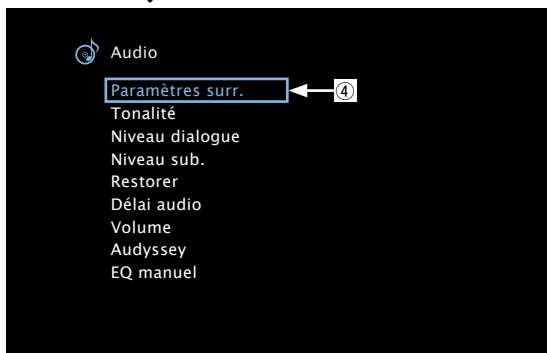 Audio
Paramètres surr.
④
Tonalité
Niveau dialogue
Niveau sub.
Restorer
Délai audio
Volume
Audyssey
EQ manuel